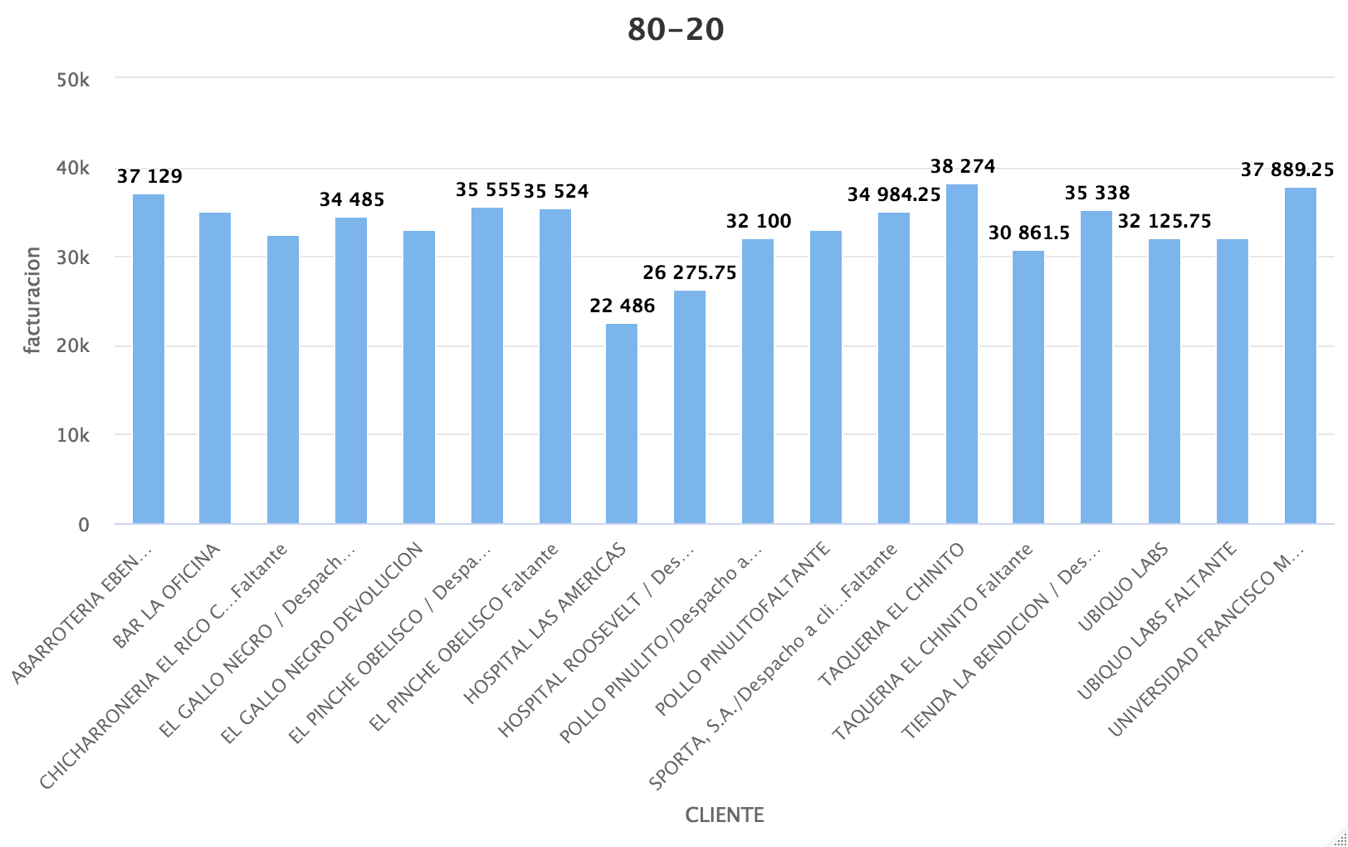 80-20
50k
40k
30k
20k
10k
0
facturacion
37 129
34 485
35 555
35 524
22 486
26 275.75
32 100
34 984.25
38 274
30 861.5
35 338
32 125.75
37 889.25
ABARROTERIA EBEN...
BAR LA OFICINA
CHICHARRONERIA EL RICO C...Faltante
EL GALLO NEGRO / Despach...
EL GALLO NEGRO DEVOLUCION
EL PINCHE OBELISCO / Despa...
EL PINCHE OBELISCO Faltante
HOSPITAL LAS AMERICAS
HOSPITAL ROOSEVELT / Des...
POLLO PINULITO/Despacho a...
POLLO PINULITOFALTANTE
SPORTA, S.A./Despacho a cli...Faltante
TAQUERIA EL CHINITO
TAQUERIA EL CHINITO Faltante
TIENDA LA BENDICION / Des...
UBIQUO LABS
UBIQUO LABS FALTANTE
UNIVERSIDAD FRANCISCO M...
CLIENTE